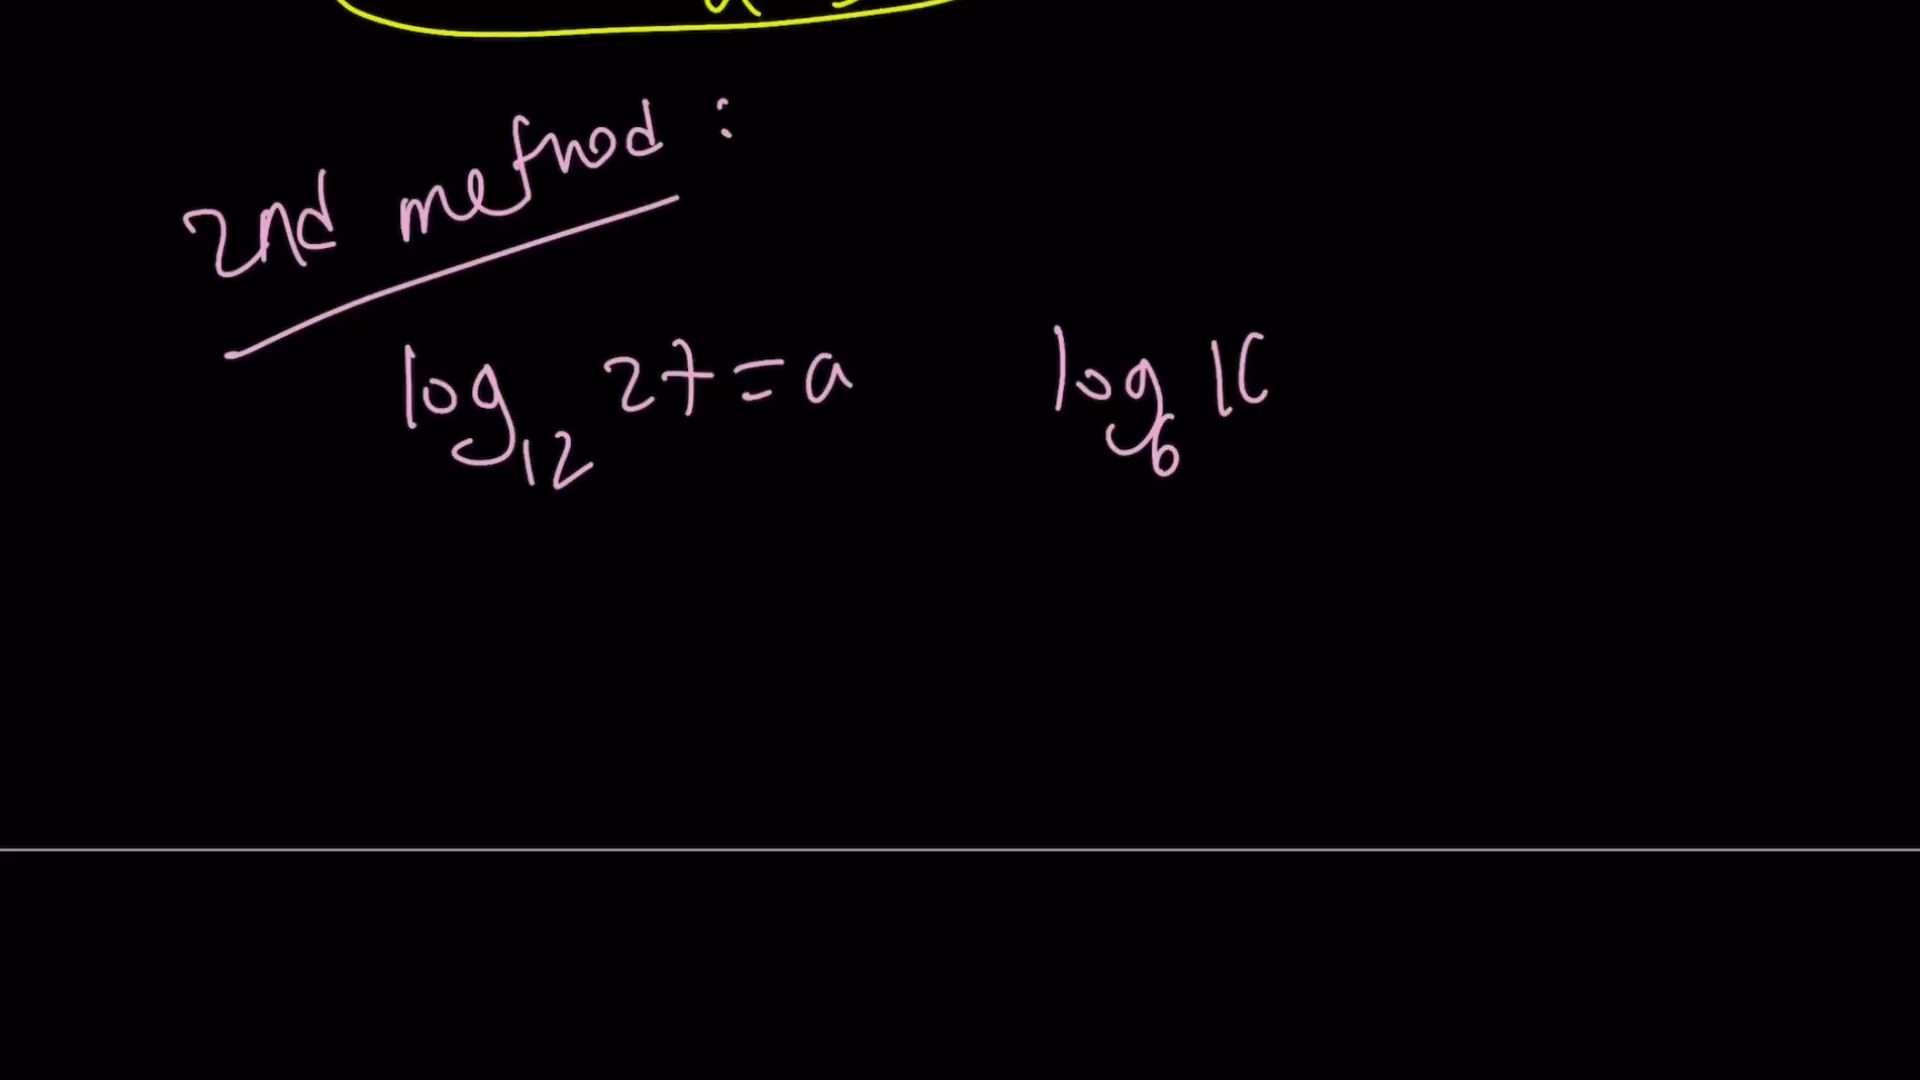 2nd method :
log₁₂ 27 = a log₆ 1